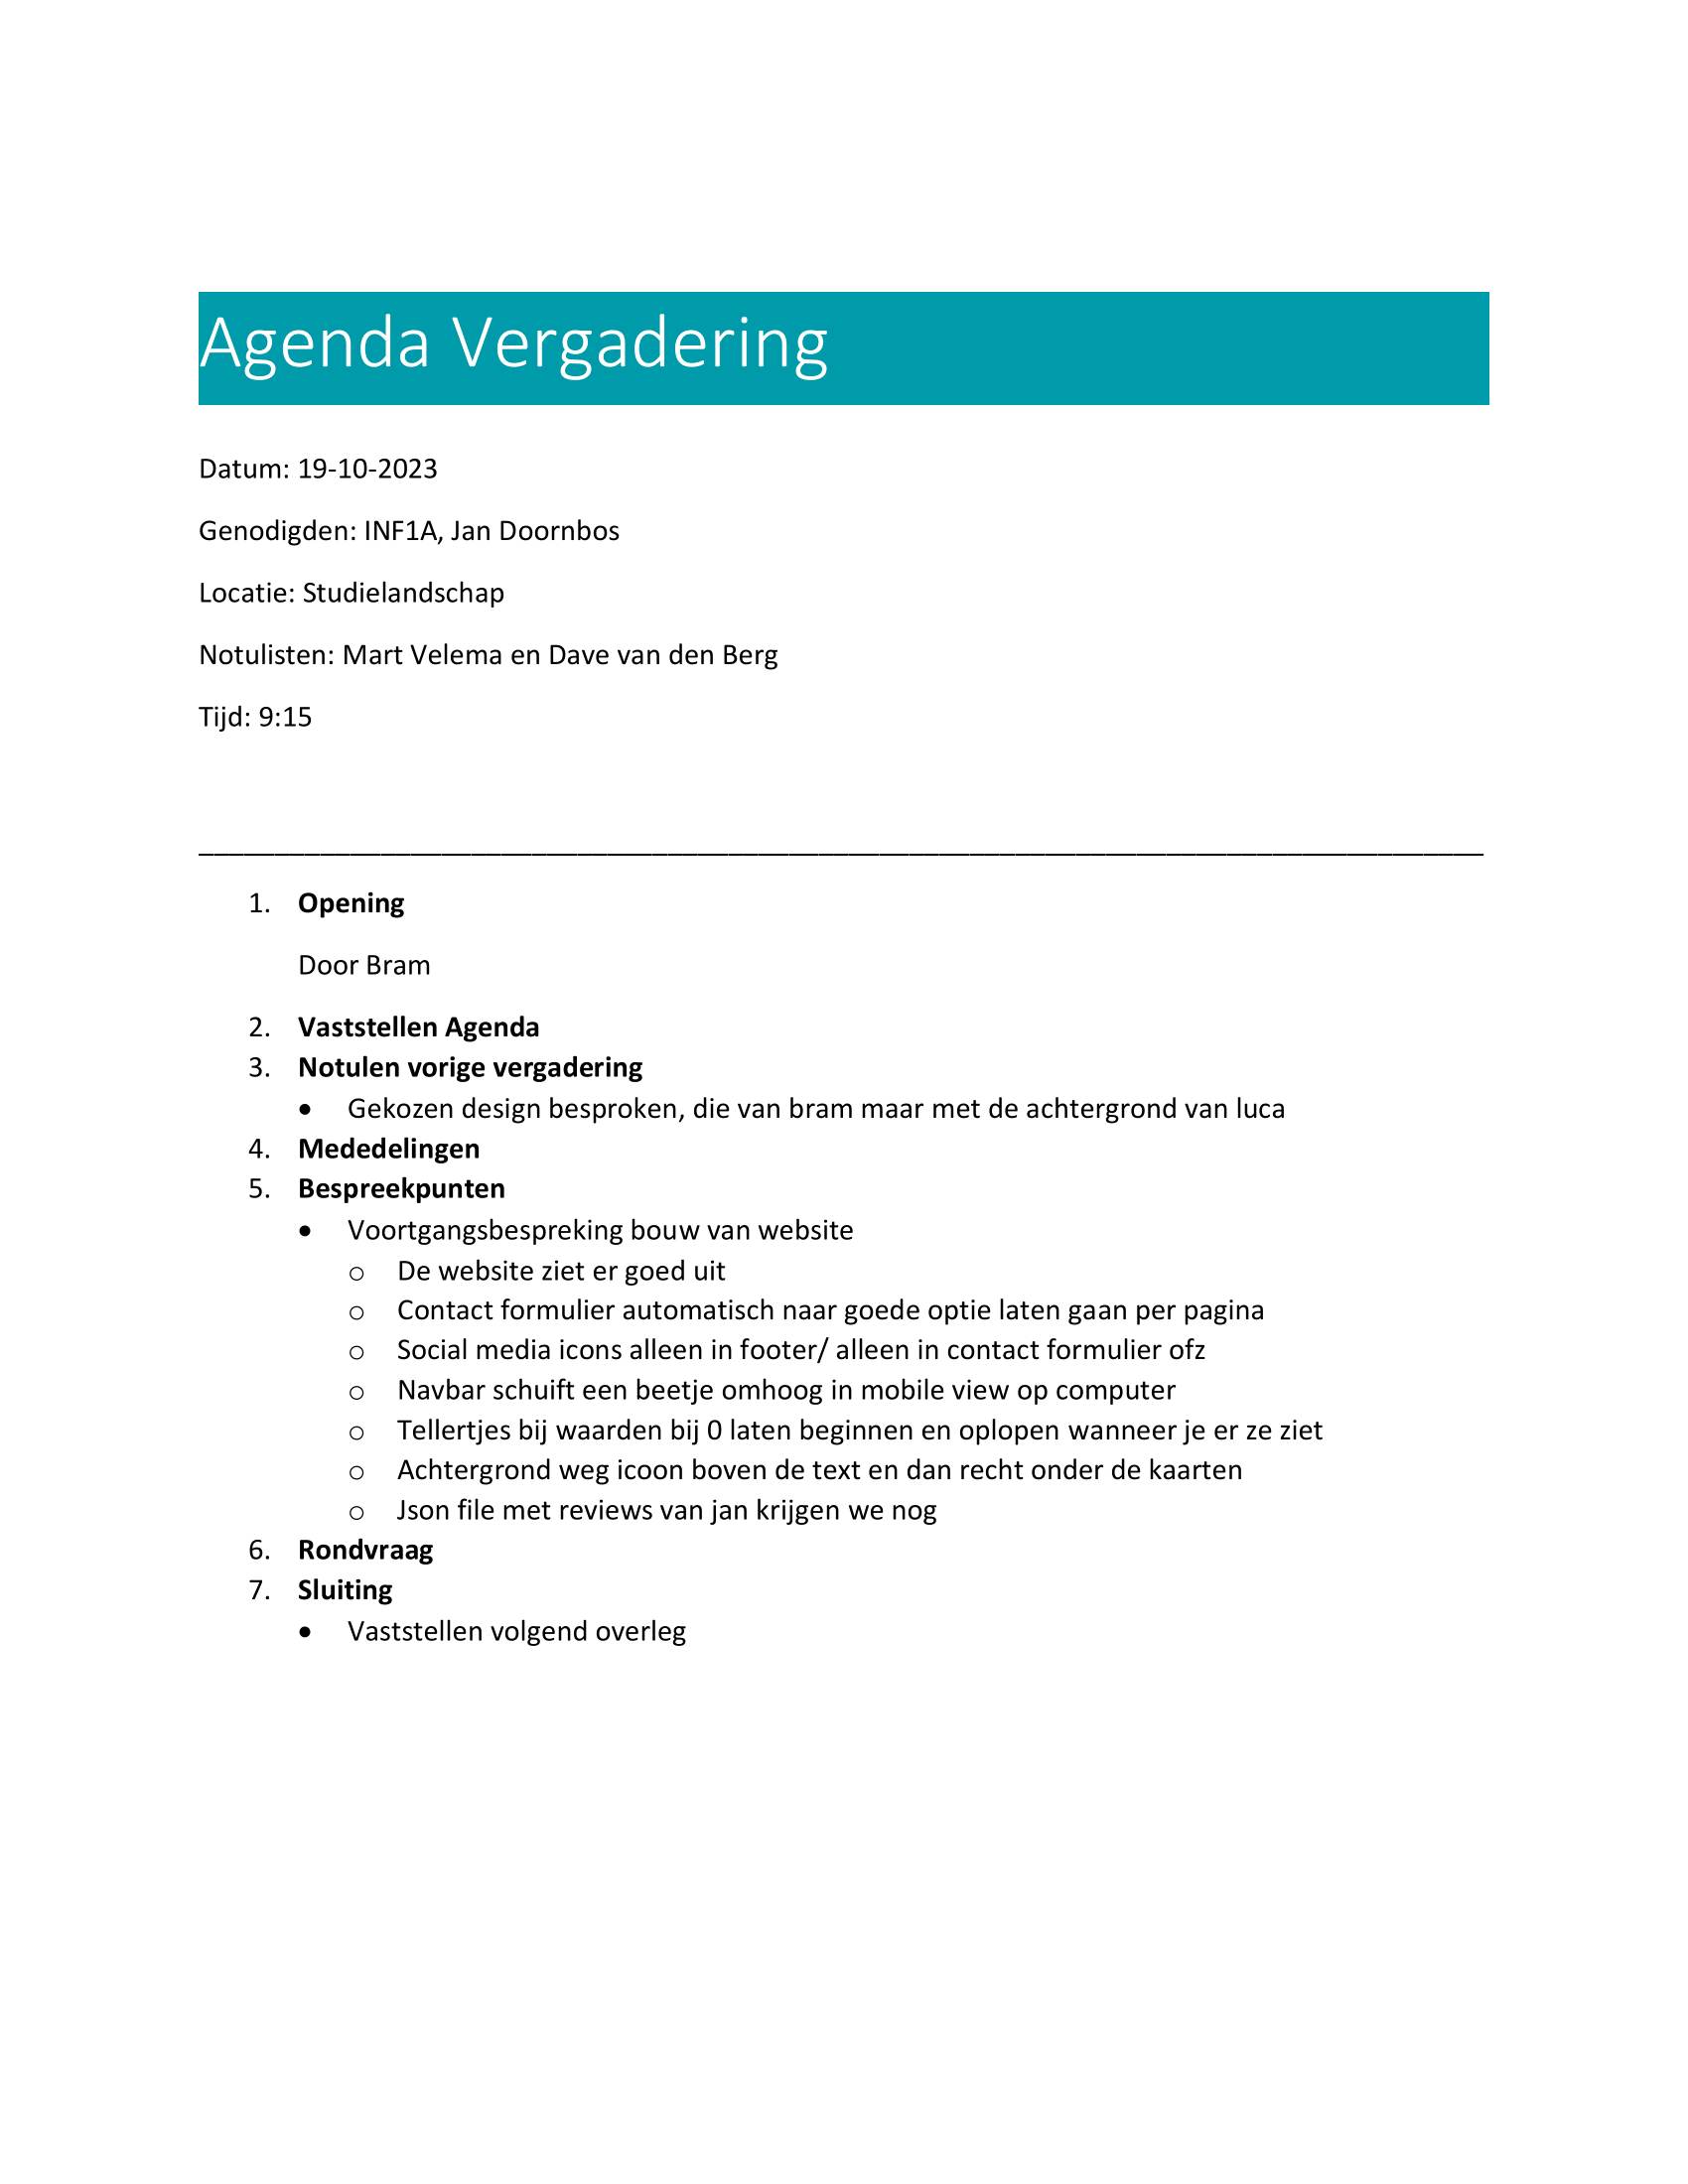 Agenda Vergadering
Datum: 19-10-2023
Genodigden: INF1A, Jan Doornbos
Locatie: Studielandschap
Notulisten: Mart Velema en Dave van den Berg
Tijd: 9:15
1. Opening
Door Bram
2. Vaststellen Agenda
3. Notulen vorige vergadering
• Gekozen design besproken, die van bram maar met de achtergrond van luca
4. Mededelingen
5. Bespreekpunten
• Voortgangsbespreking bouw van website
o De website ziet er goed uit
o Contact formulier automatisch naar goede optie laten gaan per pagina
o Social media icons alleen in footer/ alleen in contact formulier ofz
o Navbar schuift een beetje omhoog in mobile view op computer
o Tellertjes bij waarden bij 0 laten beginnen en oplopen wanneer je er ze ziet
o Achtergrond weg icoon boven de text en dan recht onder de kaarten
o Json file met reviews van jan krijgen we nog
6. Rondvraag
7. Sluiting
• Vaststellen volgend overleg